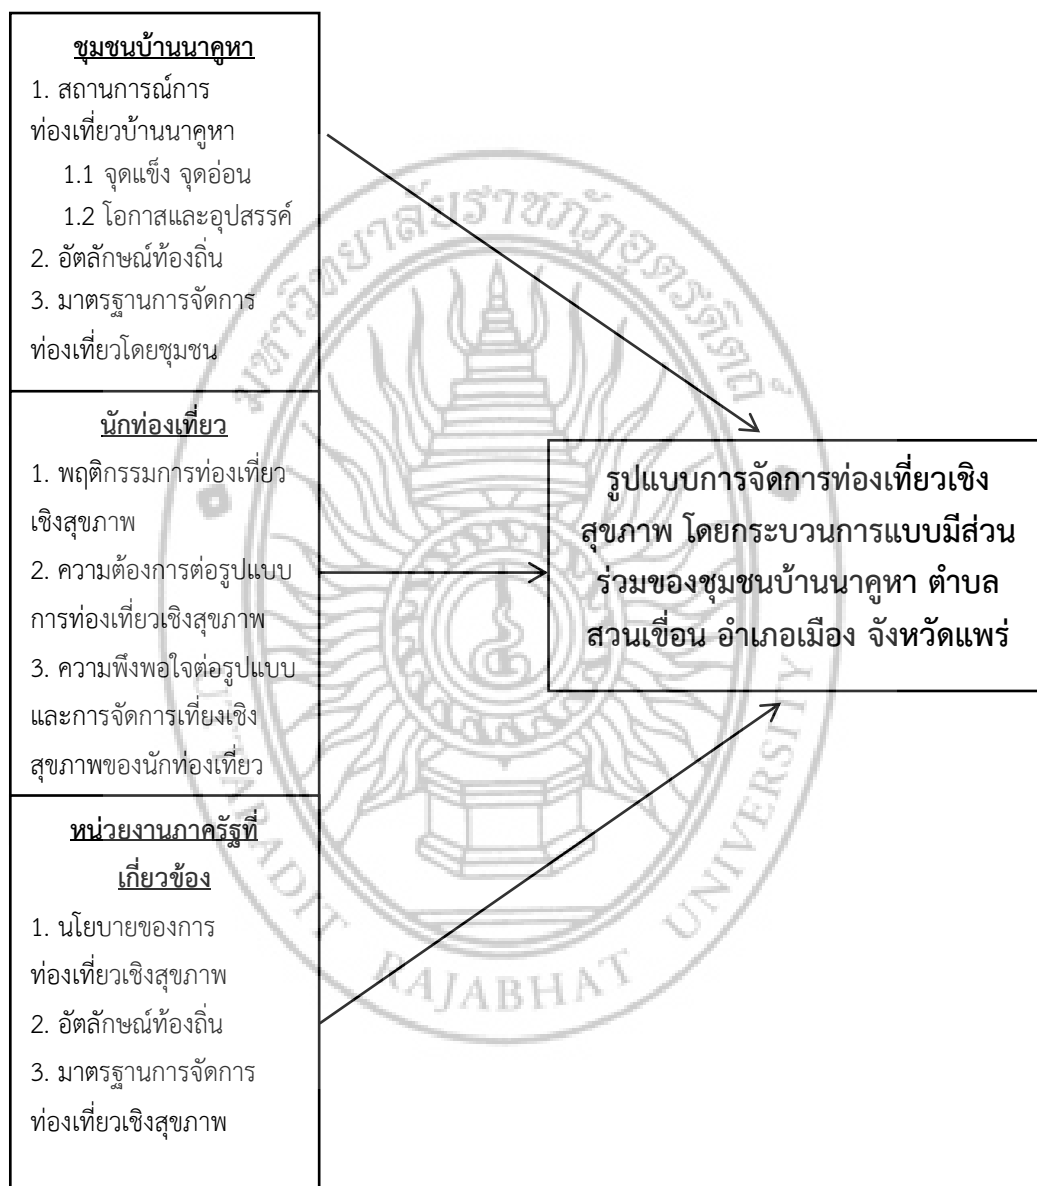 ชุมชนบ้านนาคูหา
1. สถานการณ์การ
ท่องเที่ยวบ้านนาคูหา
1.1 จุดแข็ง จุดอ่อน
1.2 โอกาสและอุปสรรค์
2. อัตลักษณ์ท้องถิ่น
3. มาตรฐานการจัดการ
ท่องเที่ยวโดยชุมชน
นักท่องเที่ยว
1. พฤติกรรมการท่องเที่ยว
เชิงสุขภาพ
2. ความต้องการต่อรูปแบบ
การท่องเที่ยวเชิงสุขภาพ
3. ความพึงพอใจต่อรูปแบบ
และการจัดการเที่ยงเชิง
สุขภาพของนักท่องเที่ยว
หน่วยงานภาครัฐที่
เกี่ยวข้อง
1. นโยบายของการ
ท่องเที่ยวเชิงสุขภาพ
2. อัตลักษณ์ท้องถิ่น
3. มาตรฐานการจัดการ
ท่องเที่ยวเชิงสุขภาพ
รูปแบบการจัดการท่องเที่ยวเชิง
สุขภาพ โดยกระบวนการแบบมีส่วน
ร่วมของชุมชนบ้านนาคูหา ตำบล
สวนเขื่อน อำเภอเมือง จังหวัดแพร่
มหาวิทยาลัยราชภัฏอุตรดิตถ์
RAJABHAT UNIVERSITY